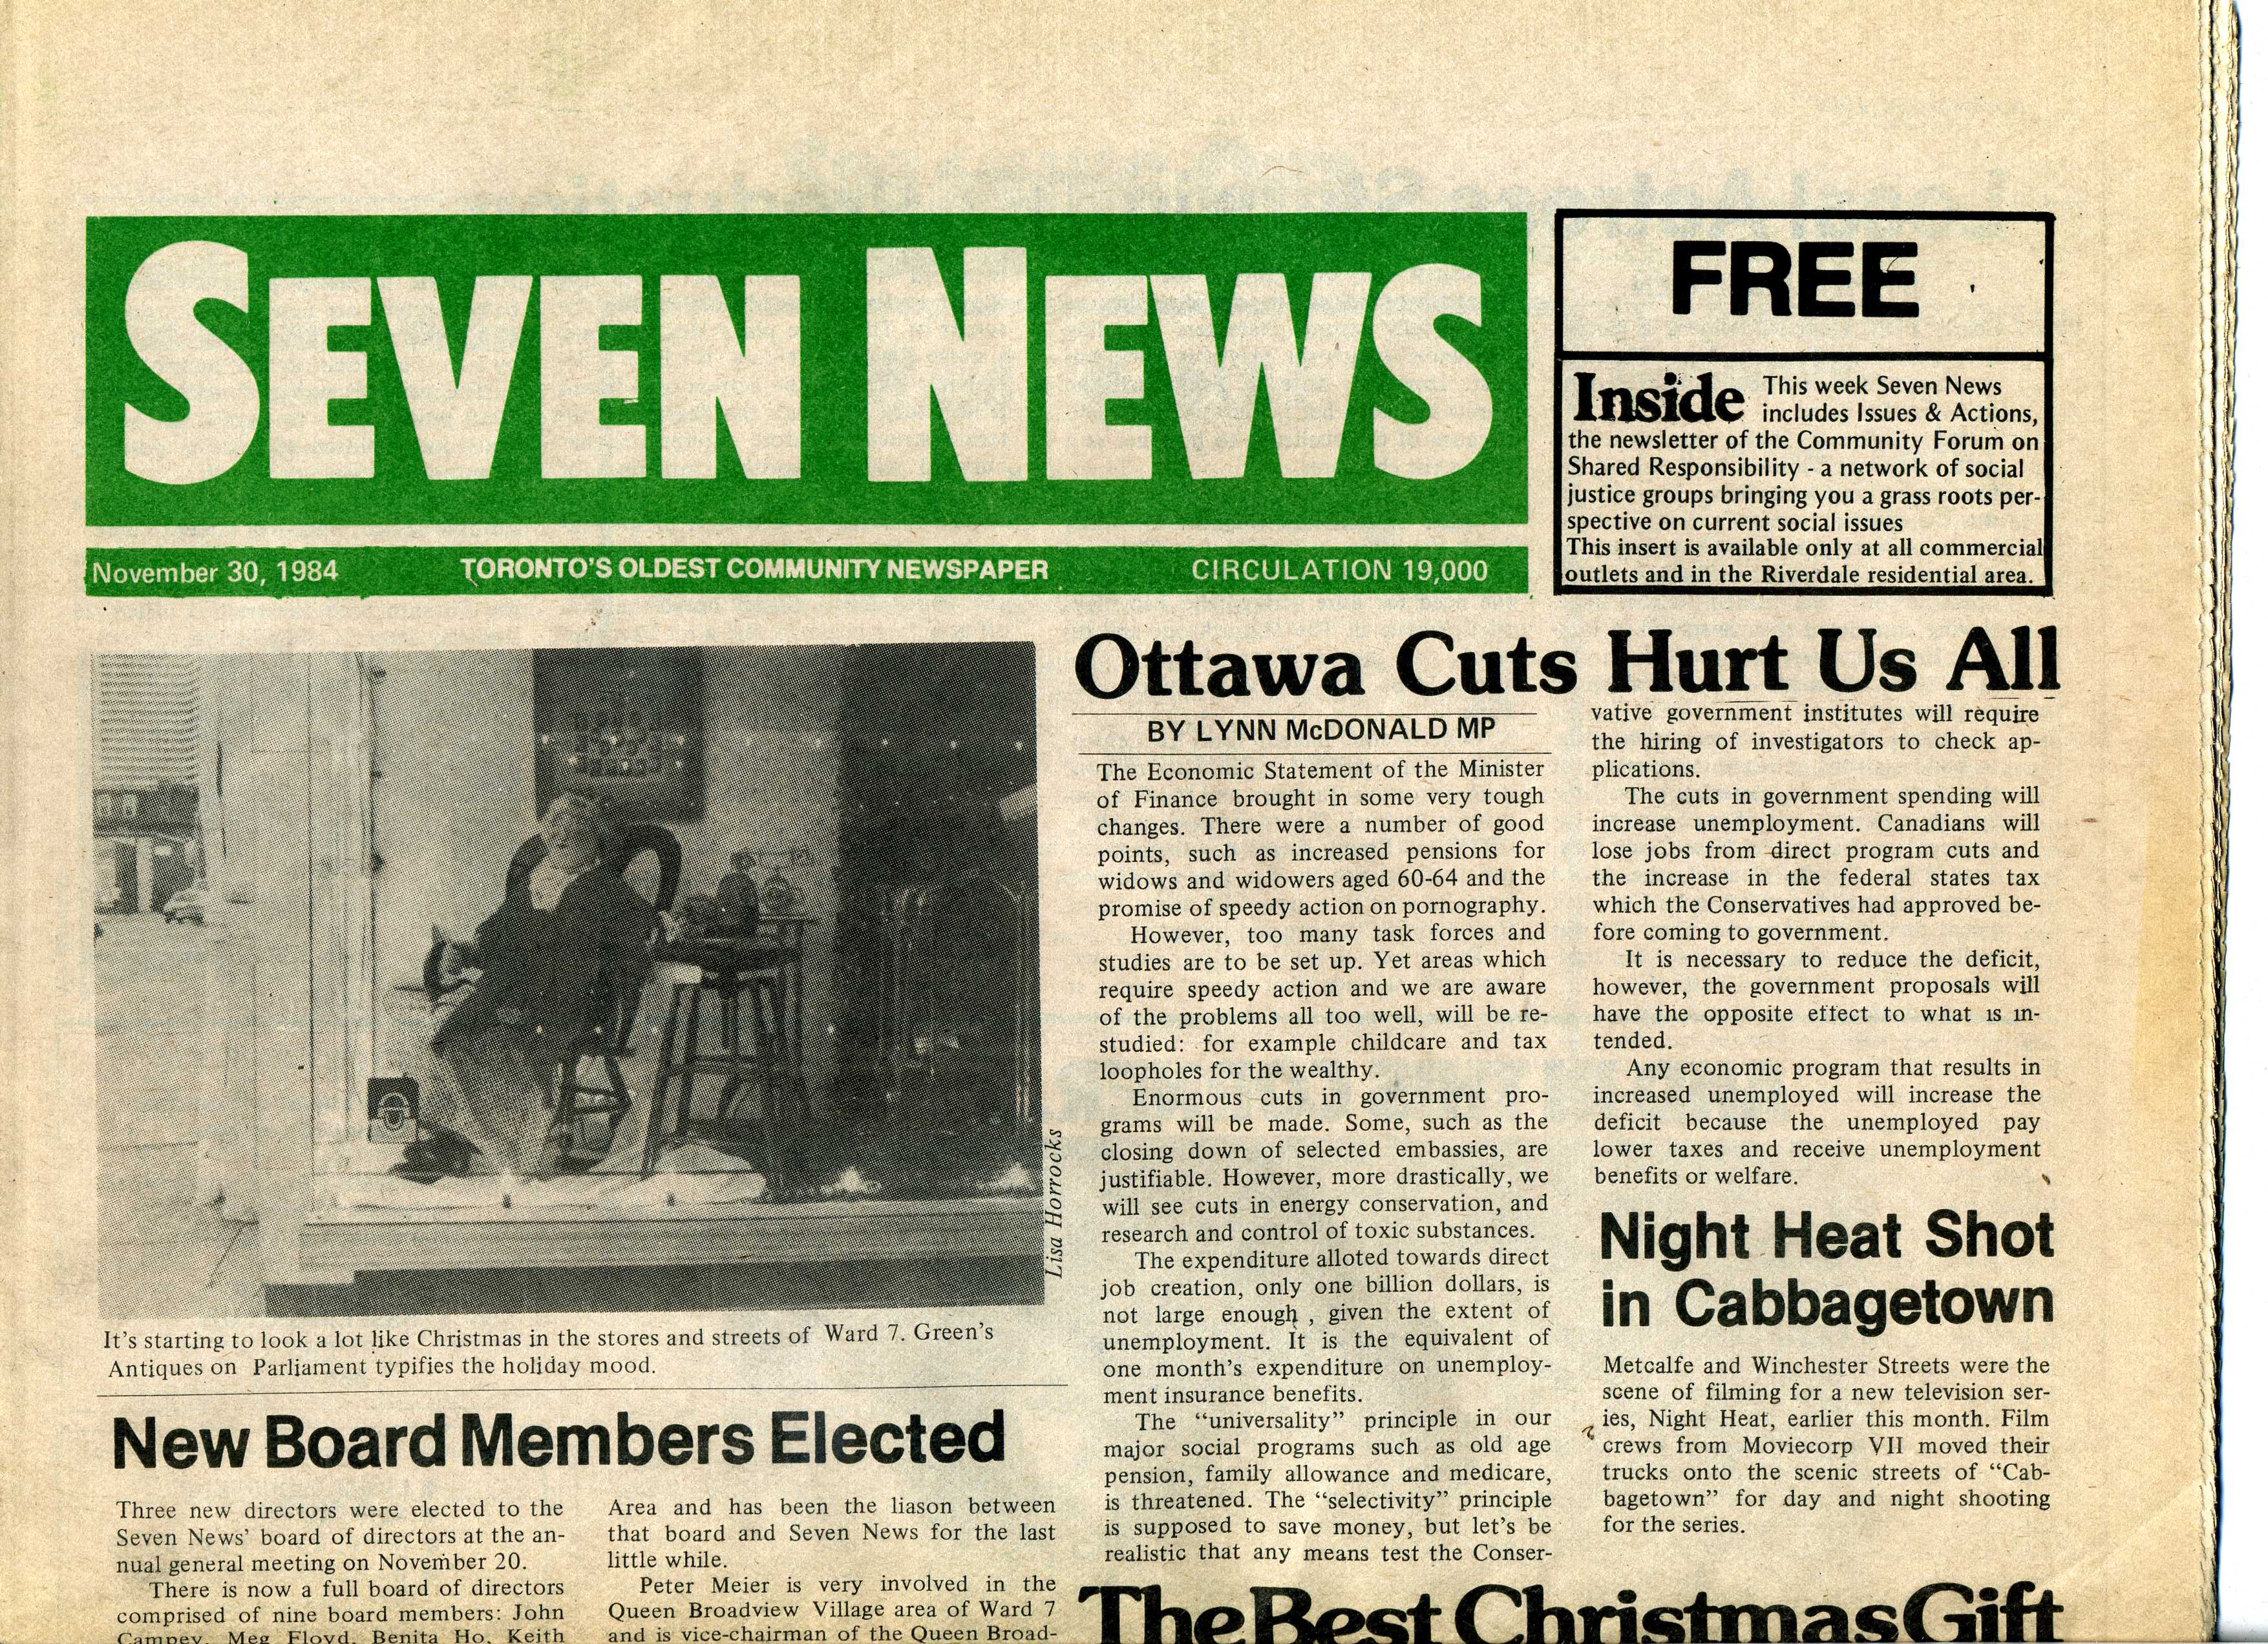 SEVEN NEWS
November 30, 1984 TORONTO'S OLDEST COMMUNITY NEWSPAPER CIRCULATION 19,000
FREE
Inside This week Seven News
includes Issues & Actions,
the newsletter of the Community Forum on
Shared Responsibility - a network of social
justice groups bringing you a grass roots per-
spective on current social issues
This insert is available only at all commercial
outlets and in the Riverdale residential area.
Lisa Horrocks
It's starting to look a lot like Christmas in the stores and streets of Ward 7. Green's
Antiques on Parliament typifies the holiday mood.
New Board Members Elected
Three new directors were elected to the
Seven News' board of directors at the an-
nual general meeting on November 20.
There is now a full board of directors
comprised of nine board members: John
Campey, Meg Floyd, Benita Ho, Keith
Area and has been the liason between
that board and Seven News for the last
little while.
Peter Meier is very involved in the
Queen Broadview Village area of Ward 7
and is vice-chairman of the Queen Broad-
Ottawa Cuts Hurt Us All
BY LYNN McDONALD MP
The Economic Statement of the Minister
of Finance brought in some very tough
changes. There were a number of good
points, such as increased pensions for
widows and widowers aged 60-64 and the
promise of speedy action on pornography.
However, too many task forces and
studies are to be set up. Yet areas which
require speedy action and we are aware
of the problems all too well, will be re-
studied: for example childcare and tax
loopholes for the wealthy.
Enormous cuts in government pro-
grams will be made. Some, such as the
closing down of selected embassies, are
justifiable. However, more drastically, we
will see cuts in energy conservation, and
research and control of toxic substances.
The expenditure alloted towards direct
job creation, only one billion dollars, is
not large enough , given the extent of
unemployment. It is the equivalent of
one month's expenditure on unemploy-
ment insurance benefits.
The "universality" principle in our
major social programs such as old age
pension, family allowance and medicare,
is threatened. The "selectivity" principle
is supposed to save money, but let's be
realistic that any means test the Conser-
vative government institutes will require
the hiring of investigators to check ap-
plications.
The cuts in government spending will
increase unemployment. Canadians will
lose jobs from direct program cuts and
the increase in the federal states tax
which the Conservatives had approved be-
fore coming to government.
It is necessary to reduce the deficit,
however, the government proposals will
have the opposite effect to what is in-
tended.
Any economic program that results in
increased unemployed will increase the
deficit because the unemployed pay
lower taxes and receive unemployment
benefits or welfare.
Night Heat Shot
in Cabbagetown
Metcalfe and Winchester Streets were the
scene of filming for a new television ser-
ies, Night Heat, earlier this month. Film
crews from Moviecorp VII moved their
trucks onto the scenic streets of "Cab-
bagetown" for day and night shooting
for the series.
The Best Christmas Gift